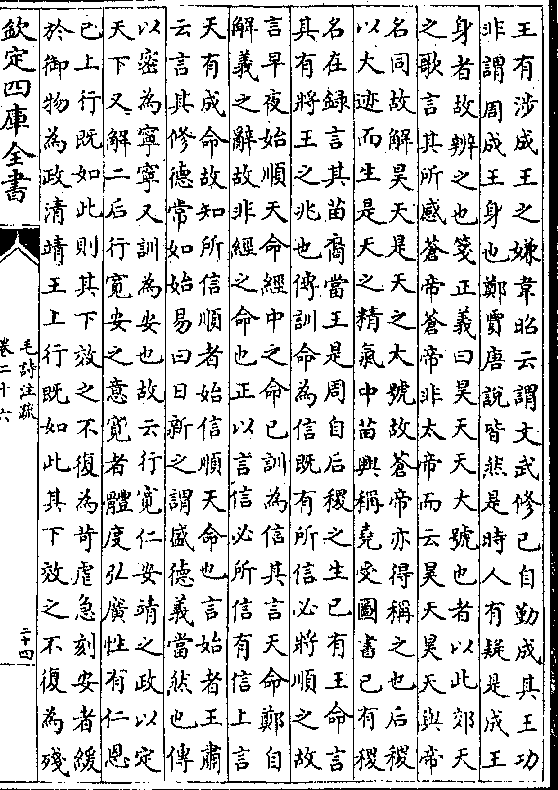 王有涉成王之嫌韋昭云謂文武修已自勤成其王功
非謂周成王身也鄭賈唐說皆然是時人有疑是成王
身者故辨之也箋正義曰昊天天大號也者以此郊天
之歌言其所感蒼帝蒼帝非太帝而云昊天昊天與帝
名同故解昊天是天之大號故蒼帝亦得稱之也后稷
以大迹而生是天之精氣中苗興稱堯受圖書已有稷
名在録言其苗裔當王是周自后稷之生已有王命言
其有將王之兆也傳訓命為信既有所信必將順之故
言早夜始順天命經中之命已訓為信其言天命鄭自
解義之辭故非經之命也正以言信必所信有信上言
天有成命故知所信順者始信順天命也言始者王肅
云言其修德常如始易曰日新之謂盛德義當然也傳
以密為寧寧又訓為安也故云行寛仁安靖之政以定
天下又解二后行寛安之意寛者體度弘廣性有仁恩
已上行既如此則其下效之不復為苛虐急刻安者緩
於御物為政清靖王上行既如此其下效之不復為殘
欽定四庫全書
毛詩注疏
卷二十六
二十四